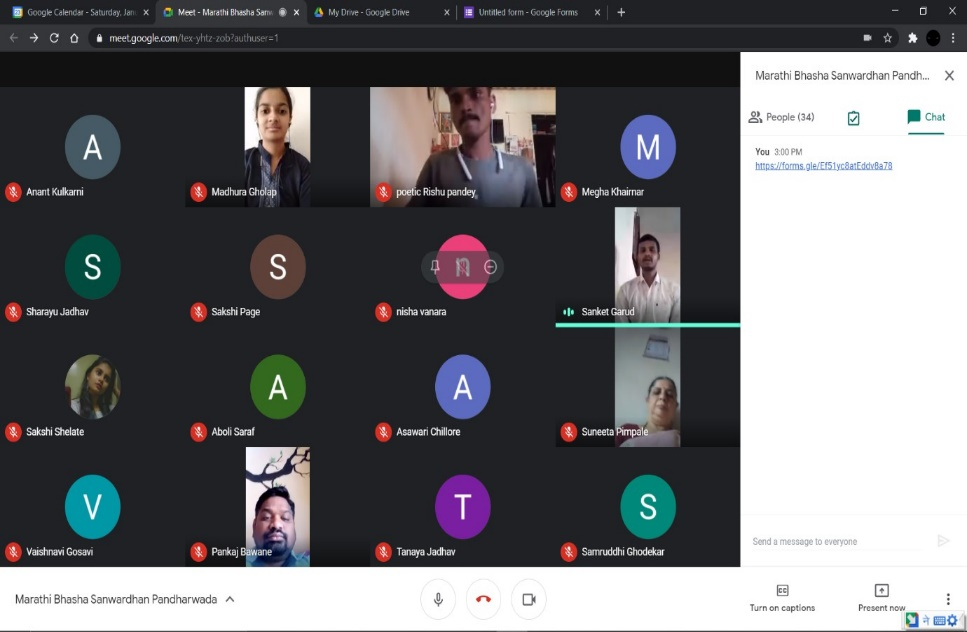 Google Calendar - Saturday, Jan
Meet - Marathi Bhasha Sanw
My Drive - Google Drive
Untitled form - Google Forms
meet.google.com/tex-yhtz-zob?authuser=1
Marathi Bhasha Sanwardhan Pandh...
People (34)
Chat
You 3:00 PM
https://forms.gle/Ef51yc8atEddv8a78
A
Anant Kulkarni
Madhura Gholap
poetic Rishu pandey
M
Megha Khairnar
S
Sharayu Jadhav
S
Sakshi Page
n
nisha vanara
Sanket Garud
Sakshi Shelate
A
Aboli Saraf
A
Asawari Chillore
Suneeta Pimpale
V
Vaishnavi Gosavi
Pankaj Bawane
T
Tanaya Jadhav
S
Samruddhi Ghodekar
Send a message to everyone
Marathi Bhasha Sanwardhan Pandharwada
CC
Turn on captions
Present now